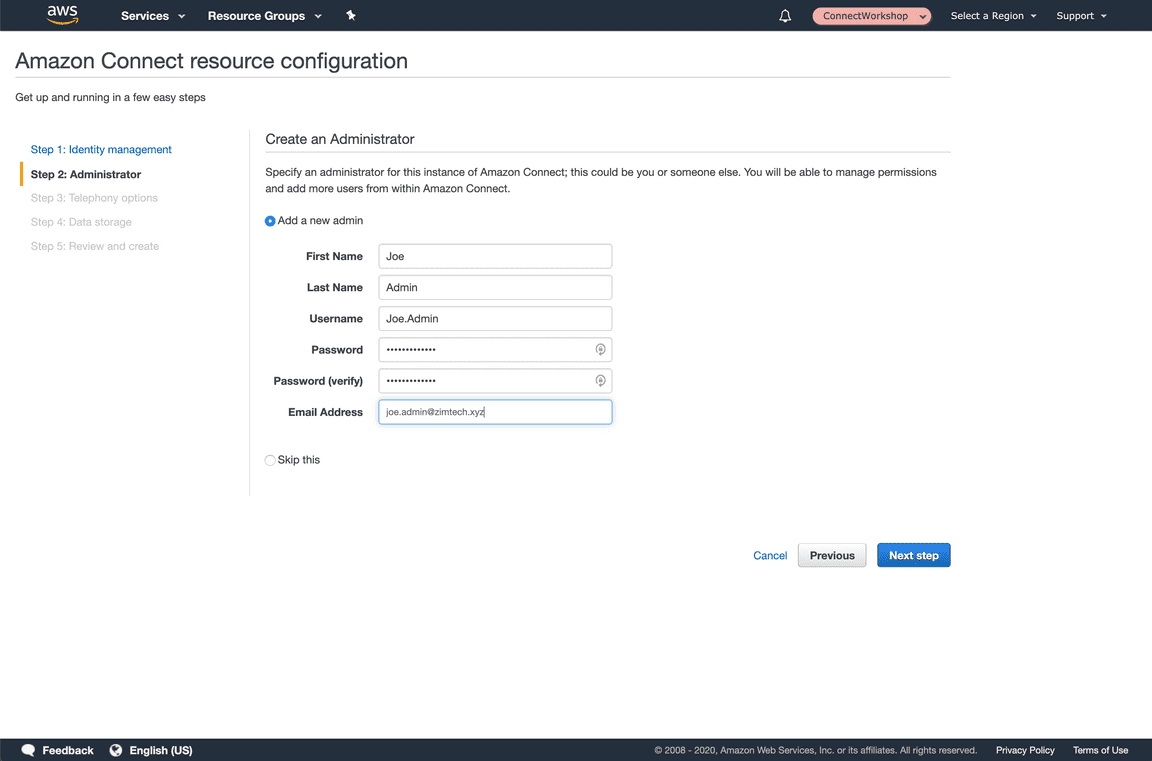 aws Services Resource Groups ConnectWorkshop Select a Region Support
Amazon Connect resource configuration
Get up and running in a few easy steps
Step 1: Identity management
Step 2: Administrator
Step 3: Telephony options
Step 4: Data storage
Step 5: Review and create
Create an Administrator
Specify an administrator for this instance of Amazon Connect; this could be you or someone else. You will be able to manage permissions
and add more users from within Amazon Connect.
Add a new admin
First Name Joe
Last Name Admin
Username Joe.Admin
Password •••••••••••••
Password (verify) •••••••••••••
Email Address joe.admin@zimtech.xyz
Skip this
Cancel Previous Next step
Feedback English (US) © 2008 - 2020, Amazon Web Services, Inc. or its affiliates. All rights reserved. Privacy Policy Terms of Use